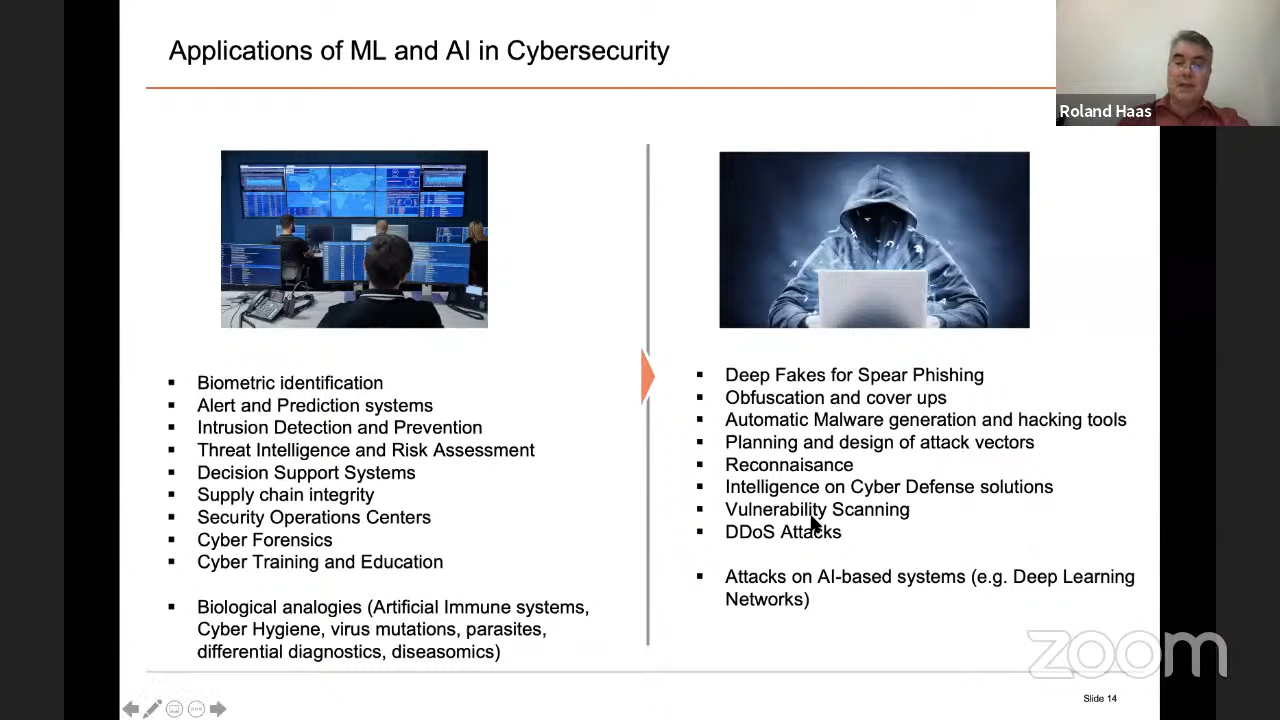 Applications of ML and AI in Cybersecurity
Roland Haas
Biometric identification
Alert and Prediction systems
Intrusion Detection and Prevention
Threat Intelligence and Risk Assessment
Decision Support Systems
Supply chain integrity
Security Operations Centers
Cyber Forensics
Cyber Training and Education
Biological analogies (Artificial Immune systems,
Cyber Hygiene, virus mutations, parasites,
differential diagnostics, diseasomics)
Deep Fakes for Spear Phishing
Obfuscation and cover ups
Automatic Malware generation and hacking tools
Planning and design of attack vectors
Reconnaisance
Intelligence on Cyber Defense solutions
Vulnerability Scanning
DDoS Attacks
Attacks on AI-based systems (e.g. Deep Learning
Networks)
zoom
Slide 14